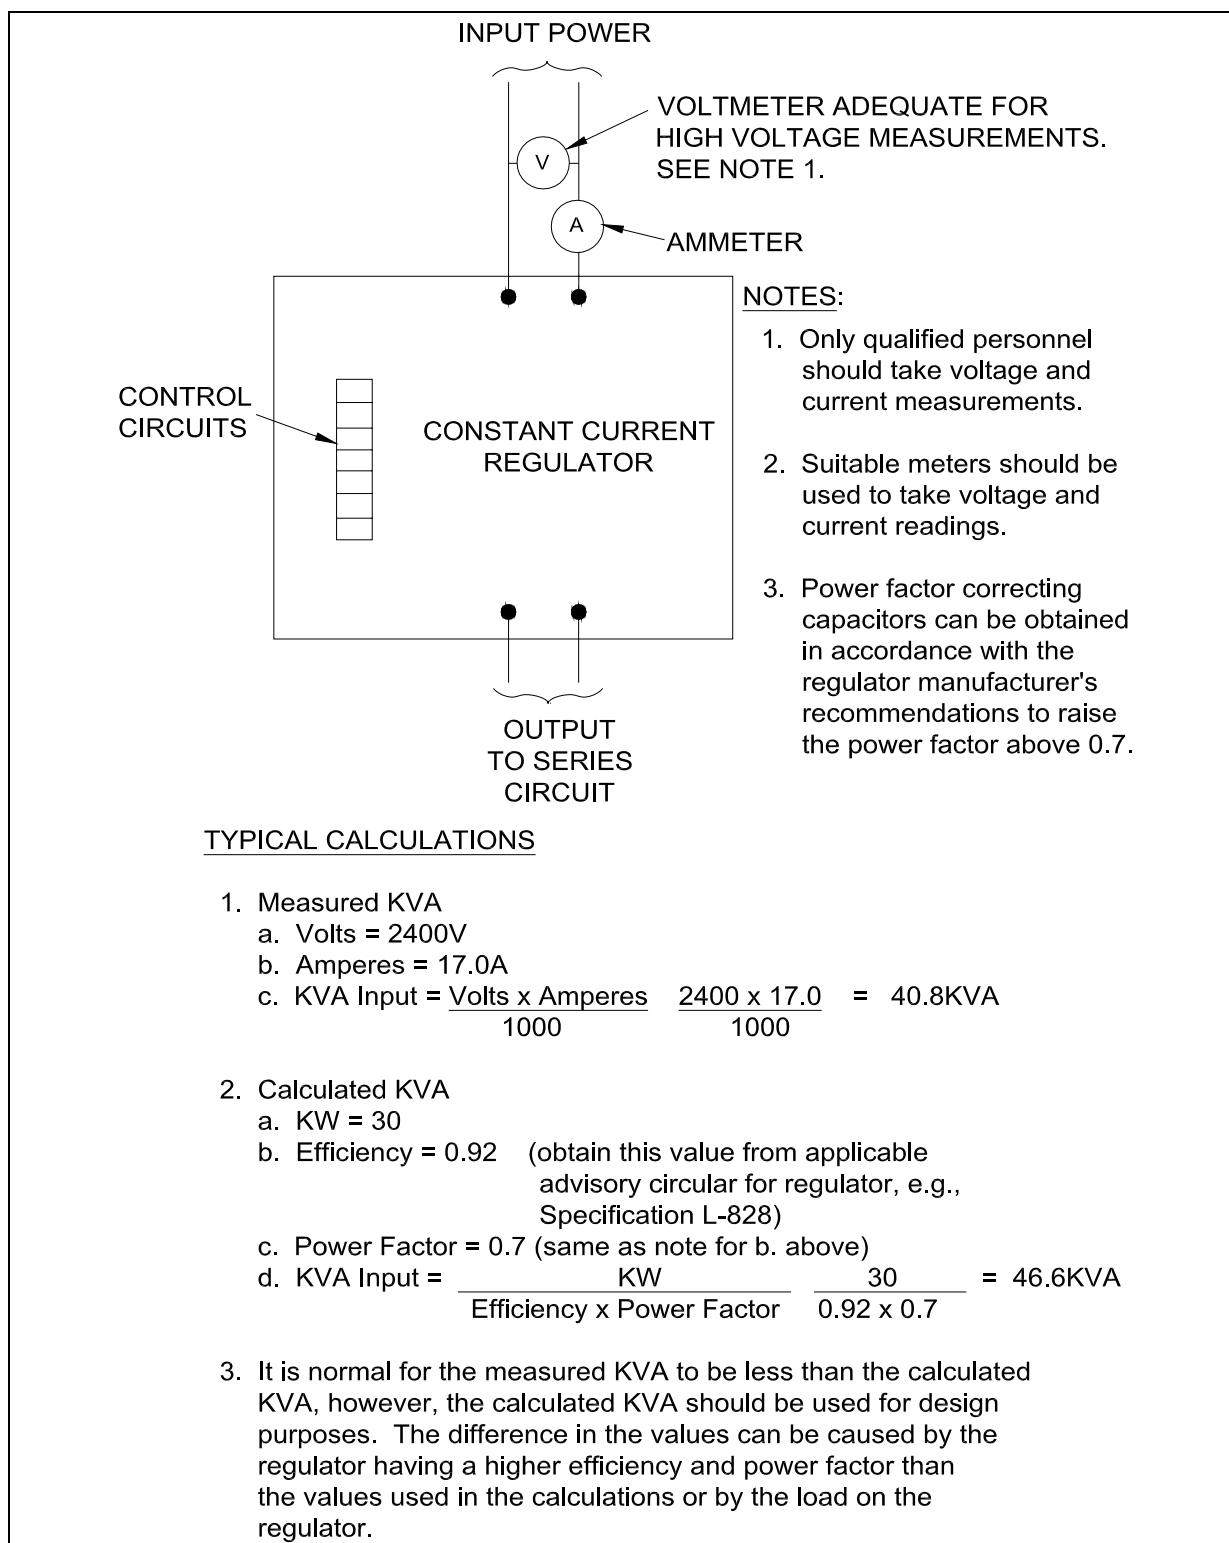 INPUT POWER
VOLTMETER ADEQUATE FOR
HIGH VOLTAGE MEASUREMENTS.
SEE NOTE 1.
V
A
AMMETER
CONTROL
CIRCUITS
CONSTANT CURRENT
REGULATOR
OUTPUT
TO SERIES
CIRCUIT
NOTES:
1. Only qualified personnel
should take voltage and
current measurements.
2. Suitable meters should be
used to take voltage and
current readings.
3. Power factor correcting
capacitors can be obtained
in accordance with the
regulator manufacturer's
recommendations to raise
the power factor above 0.7.
TYPICAL CALCULATIONS
1. Measured KVA
a. Volts = 2400V
b. Amperes = 17.0A
c. KVA Input = Volts x Amperes 2400 x 17.0 = 40.8KVA
1000 1000
2. Calculated KVA
a. KW = 30
b. Efficiency = 0.92 (obtain this value from applicable
advisory circular for regulator, e.g.,
Specification L-828)
c. Power Factor = 0.7 (same as note for b. above)
d. KVA Input = KW 30 = 46.6KVA
Efficiency x Power Factor 0.92 x 0.7
3. It is normal for the measured KVA to be less than the calculated
KVA, however, the calculated KVA should be used for design
purposes. The difference in the values can be caused by the
regulator having a higher efficiency and power factor than
the values used in the calculations or by the load on the
regulator.